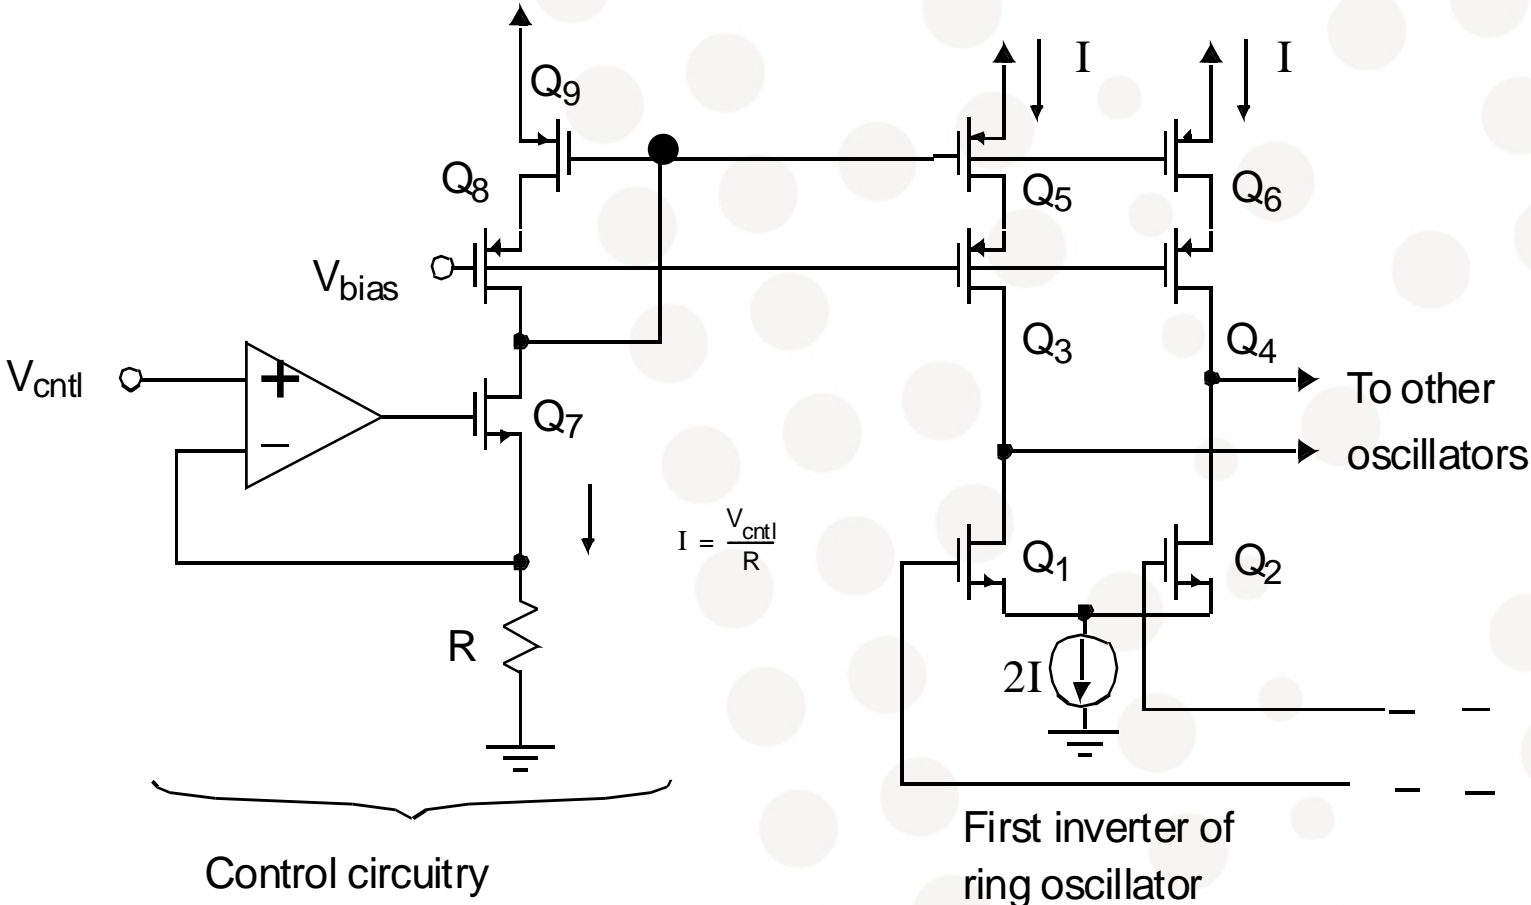 I
I
Q9
Q8
Q5
Q6
Vbias
Q3
Q4
Vcntl
+
−
Q7
To other
oscillators
I = Vcntl / R
Q1
Q2
R
2I
First inverter of
ring oscillator
Control circuitry